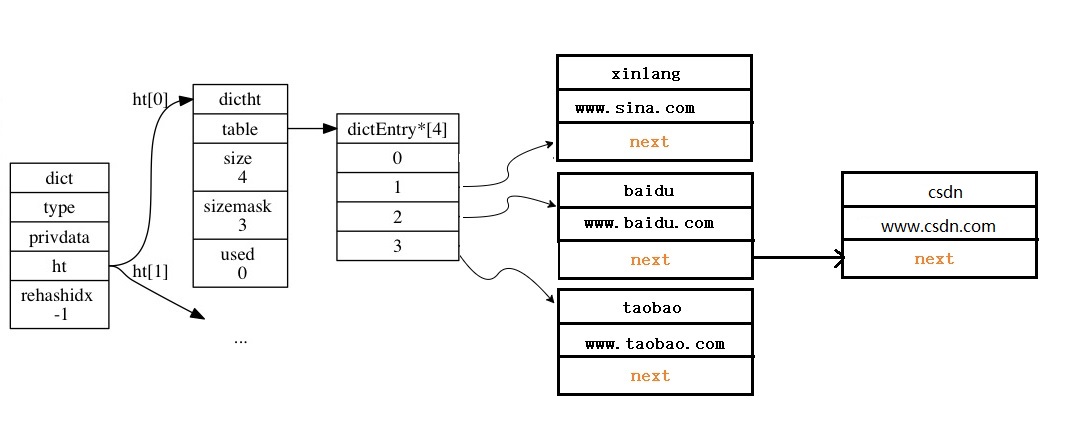 dict
type
privdata
ht
rehashidx
-1
ht[0]
ht[1]
...
dictht
table
size
4
sizemask
3
used
0
dictEntry*[4]
0
1
2
3
xinlang
www.sina.com
next
baidu
www.baidu.com
next
taobao
www.taobao.com
next
csdn
www.csdn.com
next